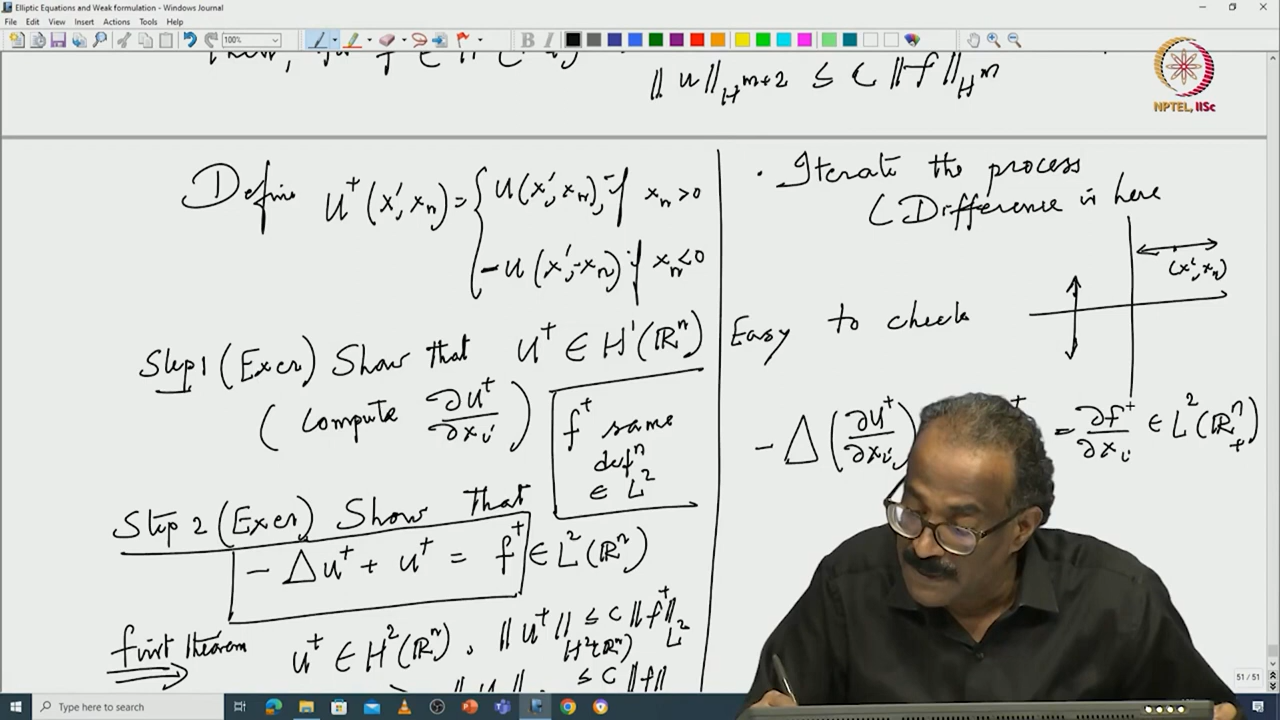 Elliptic Equations and Weak formulation - Windows Journal
File Edit View Insert Actions Tools Help
100%
B I
NPTEL, IISc
‖u‖_{H^{m+2}} ≤ C ‖f‖_{H^m}
Define u⁺(x', xₙ) = { u(x', xₙ), if xₙ > 0
-u(x', -xₙ) if xₙ < 0
Step 1 (Exer) Show that u⁺ ∈ H¹(ℝⁿ)
(Compute ∂u⁺/∂xᵢ)
f⁺ same
defⁿ
∈ L²
Step 2 (Exer) Show that
-Δu⁺ + u⁺ = f⁺ ∈ L²(ℝⁿ)
first theorem u⁺ ∈ H²(ℝⁿ), ‖u⁺‖_{H²(ℝⁿ)} ≤ C ‖f⁺‖_{L²}
≤ C ‖f‖
· Iterate the process
(Difference is here
(x', xₙ)
Easy to check
-Δ(∂u⁺/∂xᵢ) = ∂f⁺/∂xᵢ ∈ L²(ℝⁿ₊)
51 / 51
Type here to search